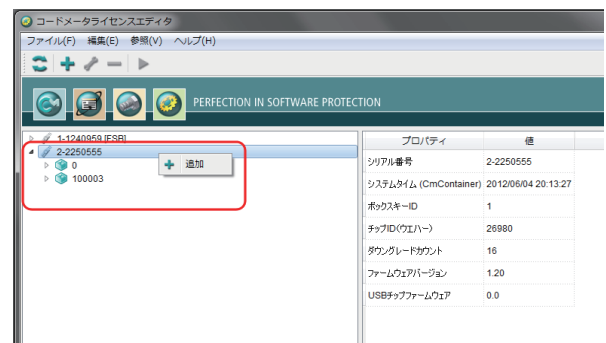 コードメータライセンスエディタ
ファイル(F) 編集(E) 参照(V) ヘルプ(H)
PERFECTION IN SOFTWARE PROTECTION
1-1240959 [FSB]
2-2250555
0
100003
追加
プロパティ 値
シリアル番号 2-2250555
システムタイム (CmContainer) 2012/06/04 20:13:27
ボックスキーID 1
チップID(ウエハー) 26980
ダウングレードカウント 16
ファームウェアバージョン 1.20
USBチップファームウェア 0.0